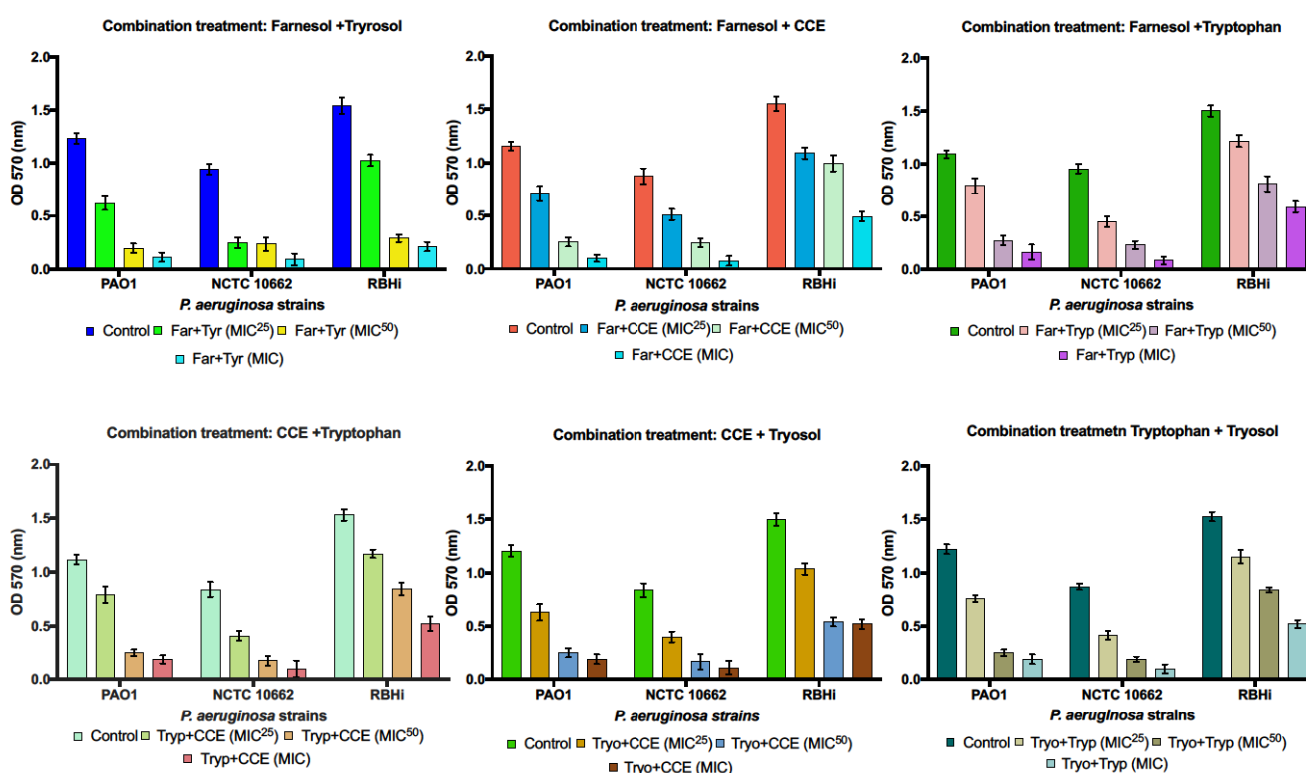 Combination treatment: Farnesol +Tryrosol
OD 570 (nm)
2.0
1.5
1.0
0.5
0.0
PAO1 NCTC 10662 RBHi
P. aeruginosa strains
Control Far+Tyr (MIC²⁵) Far+Tyr (MIC⁵⁰)
Far+Tyr (MIC)
Combination treatment: Farnesol + CCE
OD 570 (nm)
2.0
1.5
1.0
0.5
0.0
PAO1 NCTC 10662 RBHi
P. aeruginosa strains
Control Far+CCE (MIC²⁵) Far+CCE (MIC⁵⁰)
Far+CCE (MIC)
Combination treatment: Farnesol +Tryptophan
OD 570 (nm)
2.0
1.5
1.0
0.5
0.0
PAO1 NCTC 10662 RBHi
P. aeruginosa strains
Control Far+Tryp (MIC²⁵) Far+Tryp (MIC⁵⁰)
Far+Tryp (MIC)
Combination treatment: CCE +Tryptophan
OD 570 (nm)
2.0
1.5
1.0
0.5
0.0
PAO1 NCTC 10662 RBHi
P. aeruginosa strains
Control Tryp+CCE (MIC²⁵) Tryp+CCE (MIC⁵⁰)
Tryp+CCE (MIC)
Combination treatment: CCE + Tryosol
OD 570 (nm)
2.0
1.5
1.0
0.5
0.0
PAO1 NCTC 10662 RBHi
P. aeruginosa strains
Control Tryo+CCE (MIC²⁵) Tryo+CCE (MIC⁵⁰)
Tryo+CCE (MIC)
Combination treatmetn Tryptophan + Tryosol
OD 570 (nm)
2.0
1.5
1.0
0.5
0.0
PAO1 NCTC 10662 RBHi
P. aeruginosa strains
Control Tryo+Tryp (MIC²⁵) Tryo+Tryp (MIC⁵⁰)
Tryo+Tryp (MIC)